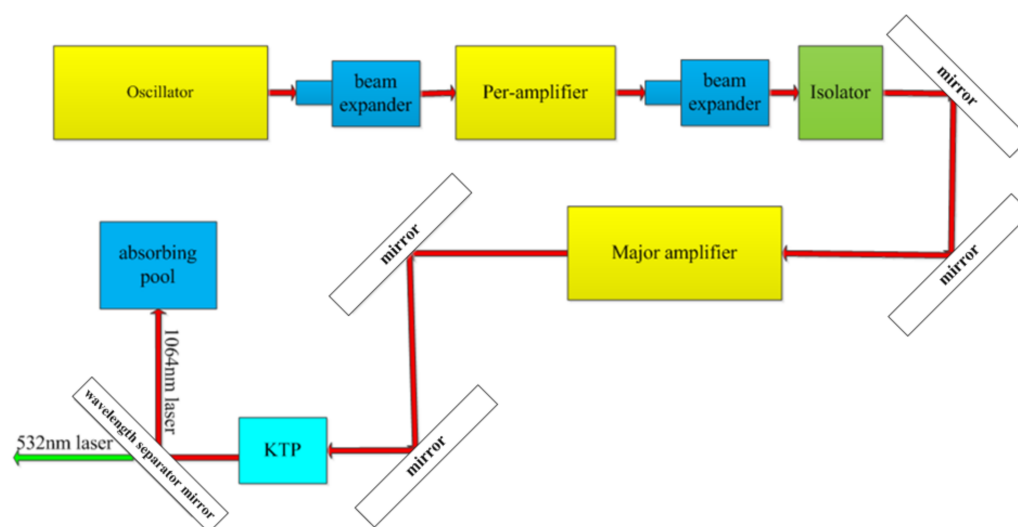 Oscillator
beam
expander
Per-amplifier
beam
expander
Isolator
mirror
mirror
Major amplifier
mirror
absorbing
pool
1064nm laser
mirror
KTP
wavelength separator mirror
532nm laser